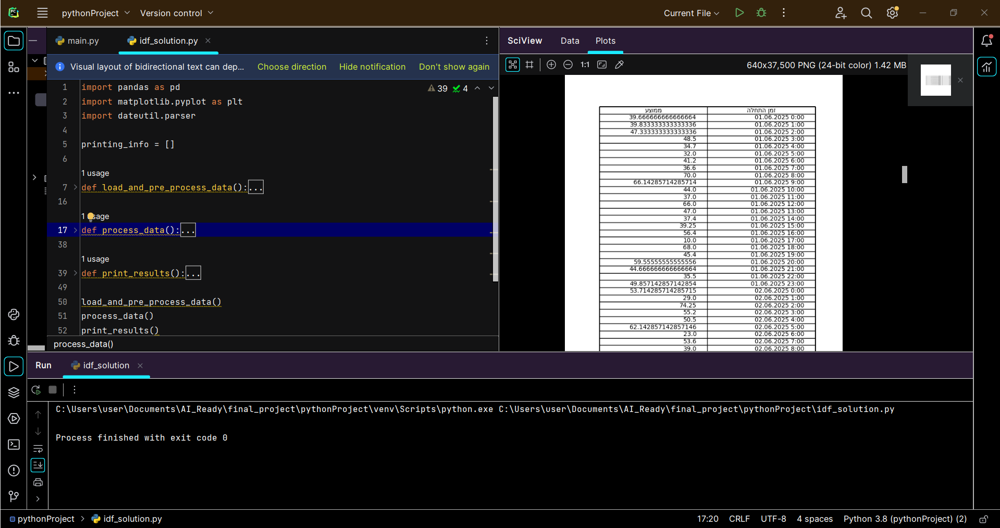 PC
pythonProject
Version control
Current File
main.py
idf_solution.py
Visual layout of bidirectional text can dep...
Choose direction
Hide notification
Don't show again
39
4
1 import pandas as pd
2 import matplotlib.pyplot as plt
3 import dateutil.parser
4
5 printing_info = []
6
1 usage
7 def load_and_pre_process_data():...
16
1 usage
17 def process_data():...
38
1 usage
39 def print_results():...
49
50 load_and_pre_process_data()
51 process_data()
52 print_results()
process_data()
SciView
Data
Plots
1:1
640x37,500 PNG (24-bit color) 1.42 MB
ממוצע זמן התחלה
39.666666666666664 01.06.2025 0:00
39.833333333333336 01.06.2025 1:00
47.333333333333336 01.06.2025 2:00
48.5 01.06.2025 3:00
34.7 01.06.2025 4:00
32.0 01.06.2025 5:00
41.2 01.06.2025 6:00
36.6 01.06.2025 7:00
70.0 01.06.2025 8:00
66.14285714285714 01.06.2025 9:00
44.0 01.06.2025 10:00
37.0 01.06.2025 11:00
66.0 01.06.2025 12:00
47.0 01.06.2025 13:00
37.4 01.06.2025 14:00
39.25 01.06.2025 15:00
56.4 01.06.2025 16:00
10.0 01.06.2025 17:00
68.0 01.06.2025 18:00
45.4 01.06.2025 19:00
59.55555555555556 01.06.2025 20:00
44.666666666666664 01.06.2025 21:00
35.5 01.06.2025 22:00
49.857142857142854 01.06.2025 23:00
53.714285714285715 02.06.2025 0:00
29.0 02.06.2025 1:00
74.25 02.06.2025 2:00
55.2 02.06.2025 3:00
50.5 02.06.2025 4:00
62.142857142857146 02.06.2025 5:00
23.0 02.06.2025 6:00
53.6 02.06.2025 7:00
39.0 02.06.2025 8:00
Run
idf_solution
C:\Users\user\Documents\AI_Ready\final_project\pythonProject\venv\Scripts\python.exe C:\Users\user\Documents\AI_Ready\final_project\pythonProject\idf_solution.py
Process finished with exit code 0
pythonProject
idf_solution.py
17:20
CRLF
UTF-8
4 spaces
Python 3.8 (pythonProject) (2)